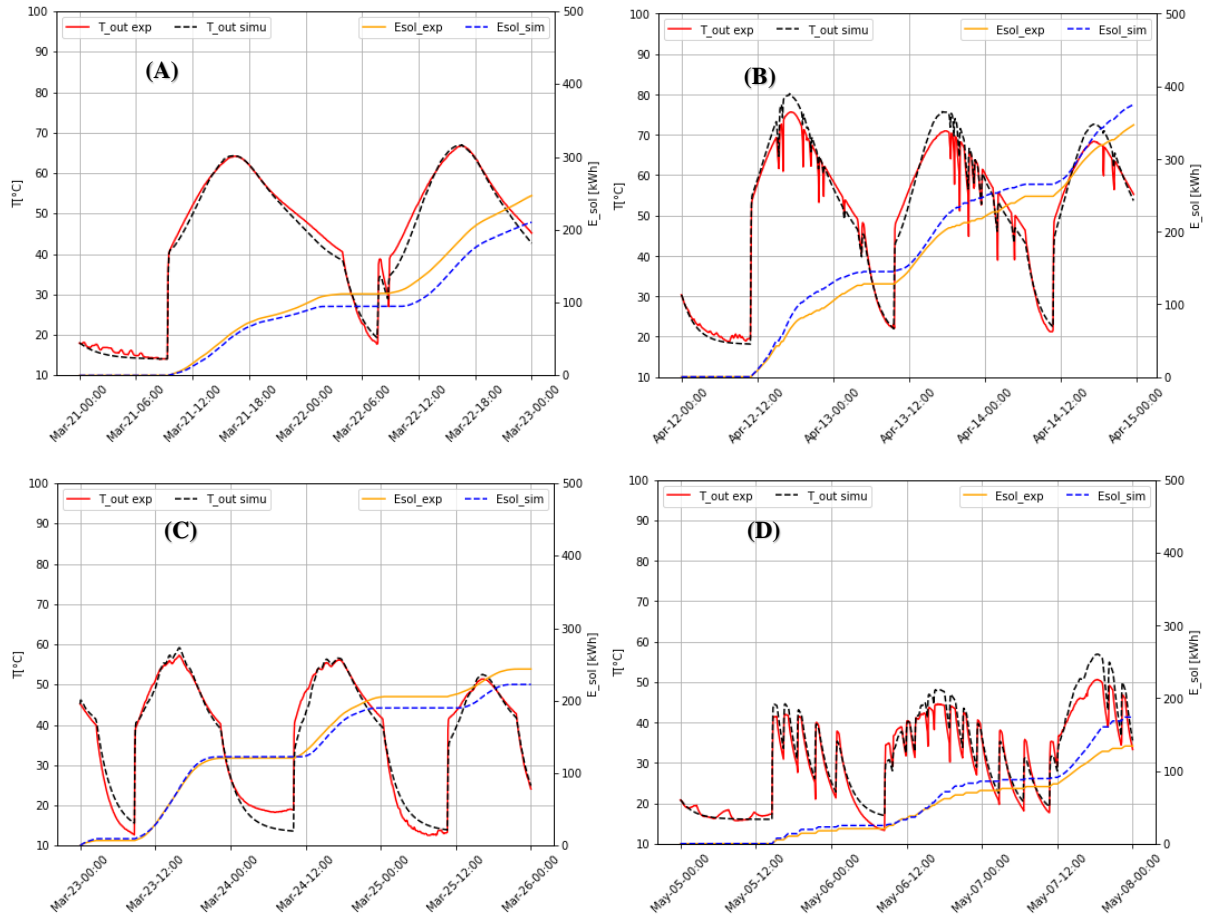 T_out exp T_out simu Esol_exp Esol_sim
(A)
T[°C]
100
90
80
70
60
50
40
30
20
10
E_sol [kWh]
500
400
300
200
100
0
Mar-21-00:00
Mar-21-06:00
Mar-21-12:00
Mar-21-18:00
Mar-22-00:00
Mar-22-06:00
Mar-22-12:00
Mar-22-18:00
Mar-23-00:00
T_out exp T_out simu Esol_exp Esol_sim
(B)
T[°C]
100
90
80
70
60
50
40
30
20
10
E_sol [kWh]
500
400
300
200
100
0
Apr-12-00:00
Apr-12-12:00
Apr-13-00:00
Apr-13-12:00
Apr-14-00:00
Apr-14-12:00
Apr-15-00:00
T_out exp T_out simu Esol_exp Esol_sim
(C)
T[°C]
100
90
80
70
60
50
40
30
20
10
E_sol [kWh]
500
400
300
200
100
0
Mar-23-00:00
Mar-23-12:00
Mar-24-00:00
Mar-24-12:00
Mar-25-00:00
Mar-25-12:00
Mar-26-00:00
T_out exp T_out simu Esol_exp Esol_sim
(D)
T[°C]
100
90
80
70
60
50
40
30
20
10
E_sol [kWh]
500
400
300
200
100
0
May-05-00:00
May-05-12:00
May-06-00:00
May-06-12:00
May-07-00:00
May-07-12:00
May-08-00:00